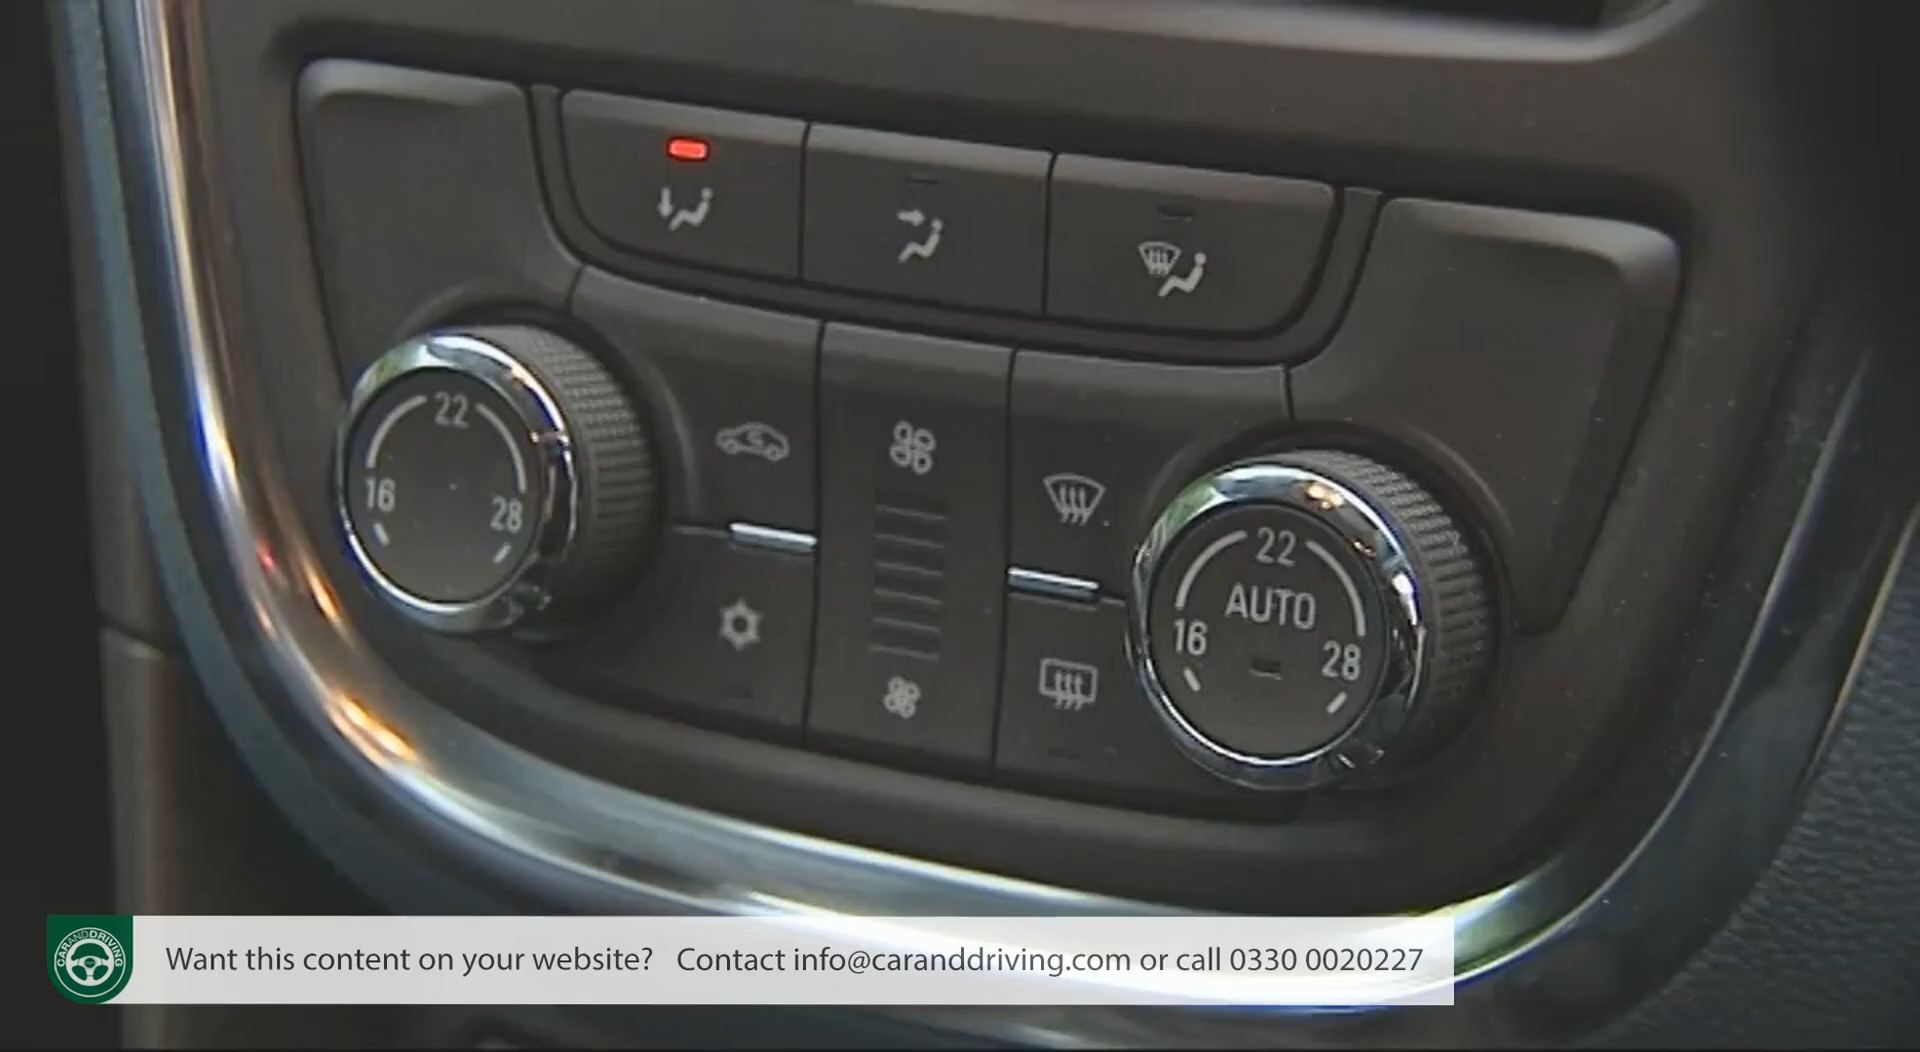 22
16
28
22
AUTO
16
28
CARANDDRIVING
Want this content on your website? Contact info@caranddriving.com or call 0330 0020227